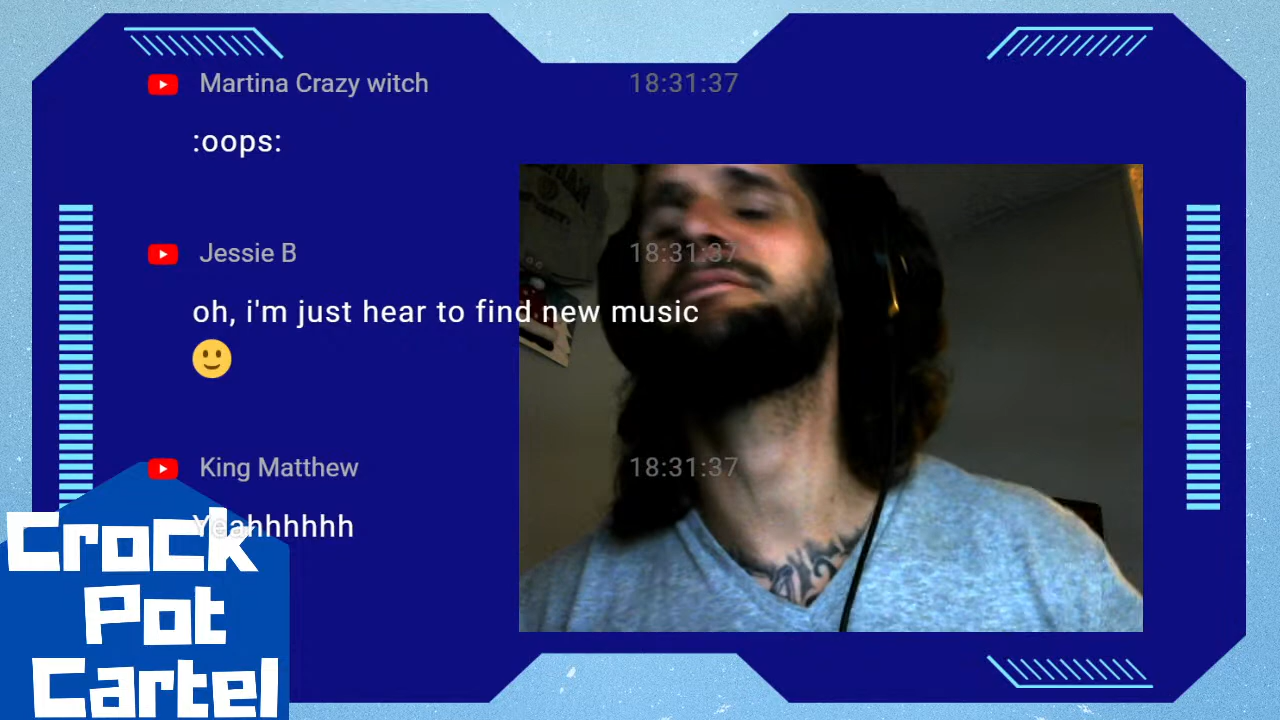 Martina Crazy witch 18:31:37
:oops:
Jessie B 18:31:37
oh, i'm just hear to find new music
🙂
King Matthew 18:31:37
Yeahhhhhh
Crock
Pot
Cartel